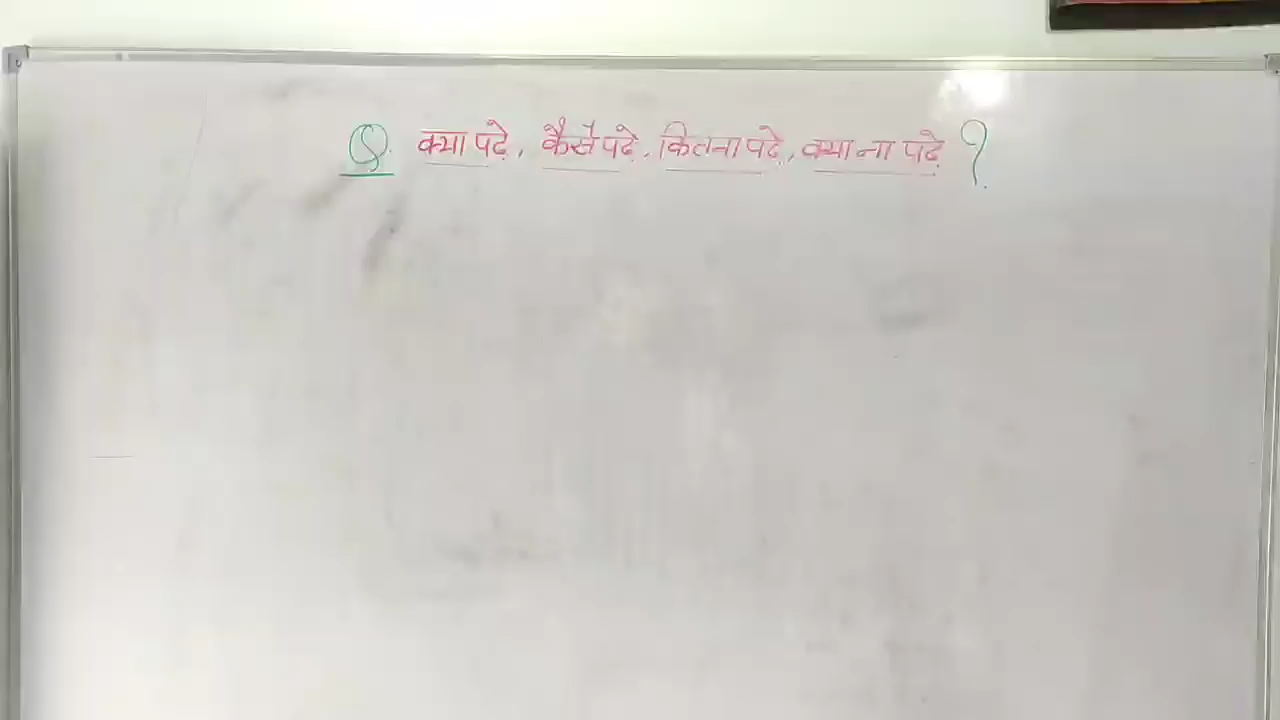 Q. क्या पढे, कैसे पढे, कितना पढे, क्या ना पढे ?